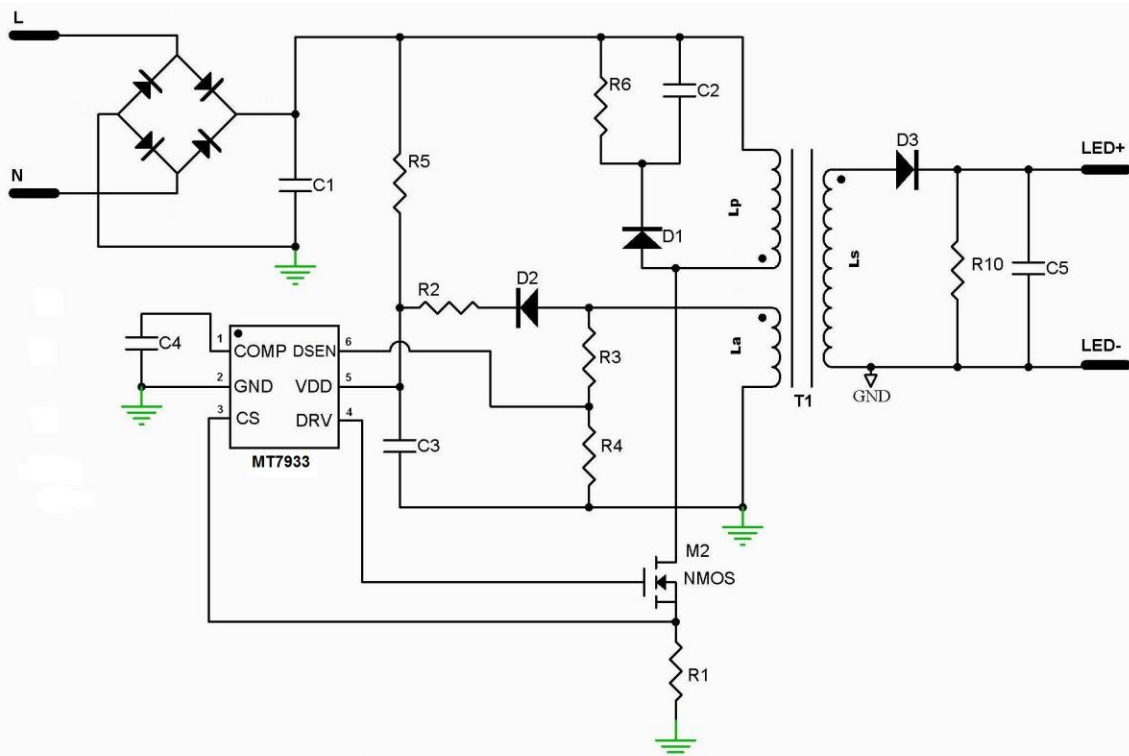 L
N
C1
R5
R6
C2
D1
Lp
La
Ls
T1
D3
R10
C5
LED+
LED-
GND
R2
D2
R3
R4
C3
C4
1
COMP
DSEN
6
2
GND
VDD
5
3
CS
DRV
4
MT7933
M2
NMOS
R1